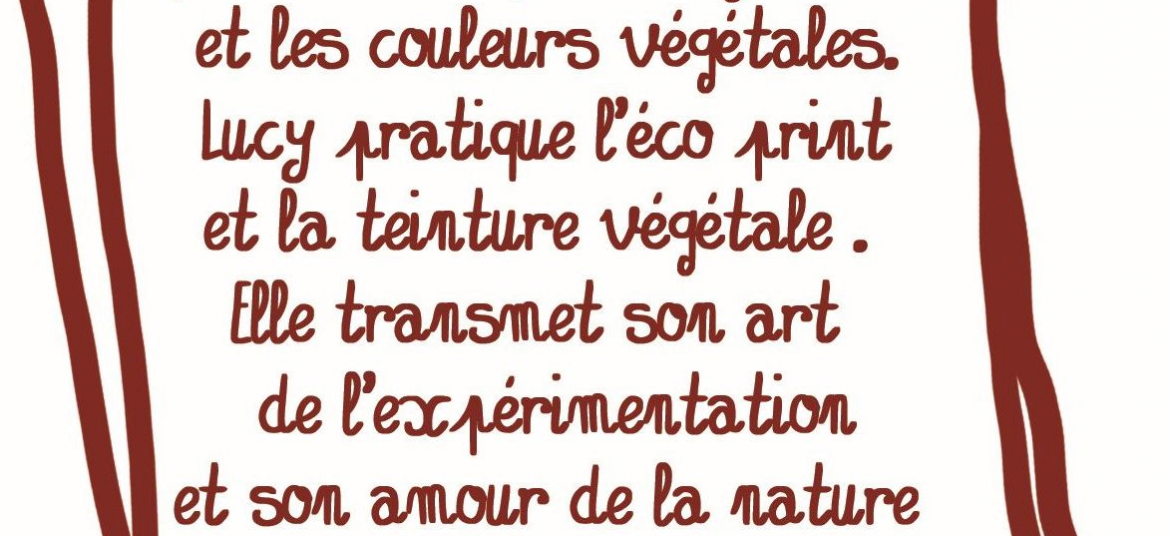 et les couleurs végétales.
Lucy pratique l'éco print
et la teinture végétale .
Elle transmet son art
de l'expérimentation
et son amour de la nature